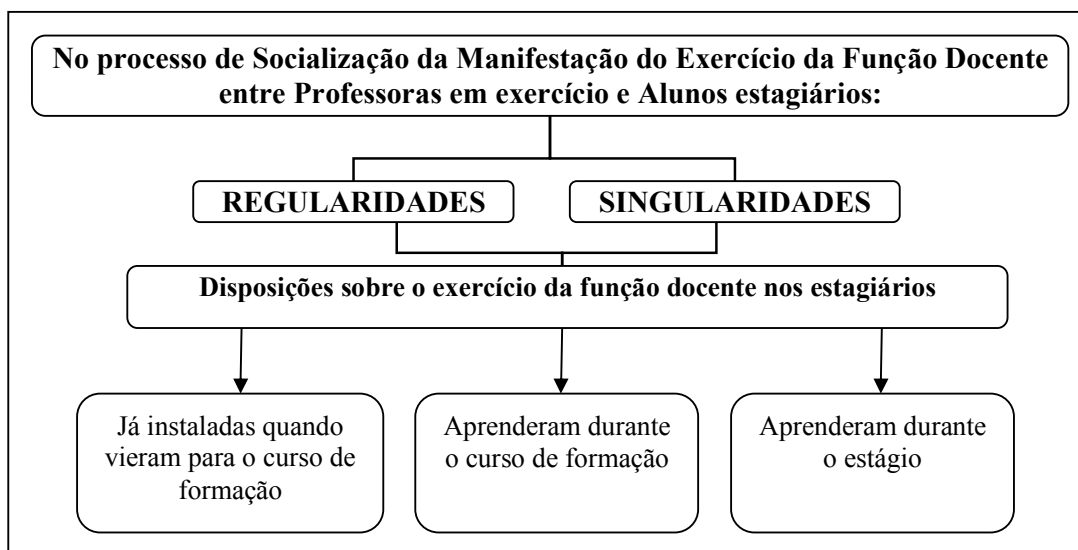 No processo de Socialização da Manifestação do Exercício da Função Docente
entre Professoras em exercício e Alunos estagiários:
REGULARIDADES
SINGULARIDADES
Disposições sobre o exercício da função docente nos estagiários
Já instaladas quando
vieram para o curso de
formação
Aprenderam durante
o curso de formação
Aprenderam durante
o estágio